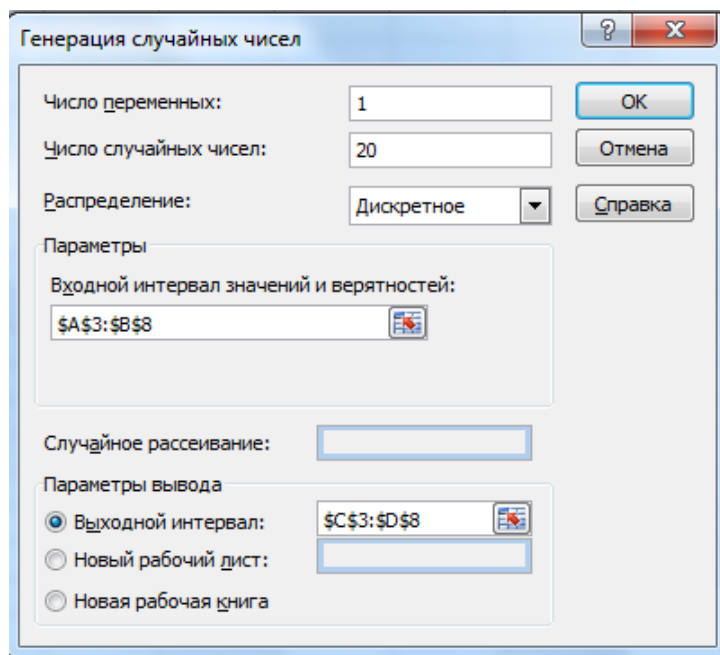 Генерация случайных чисел
Число переменных: 1 OK
Число случайных чисел: 20 Отмена
Распределение: Дискретное Справка
Параметры
Входной интервал значений и верятностей:
$A$3:$B$8
Случайное рассеивание:
Параметры вывода
Выходной интервал: $C$3:$D$8
Новый рабочий лист:
Новая рабочая книга